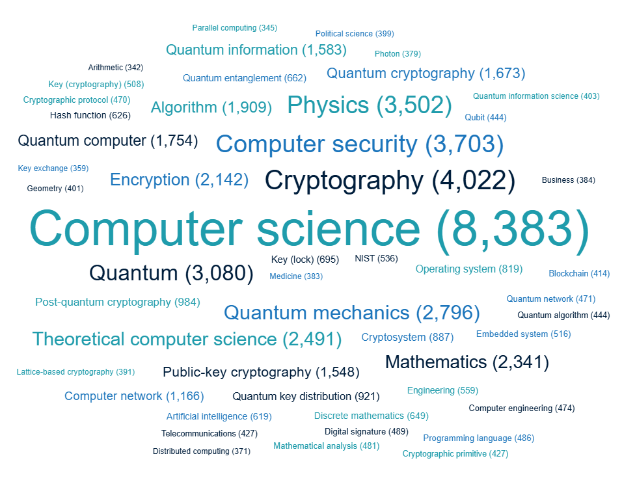 Parallel computing (345)
Political science (399)
Quantum information (1,583)
Photon (379)
Arithmetic (342)
Quantum entanglement (662)
Quantum cryptography (1,673)
Key (cryptography) (508)
Cryptographic protocol (470)
Algorithm (1,909)
Physics (3,502)
Quantum information science (403)
Hash function (626)
Qubit (444)
Quantum computer (1,754)
Computer security (3,703)
Key exchange (359)
Encryption (2,142)
Cryptography (4,022)
Business (384)
Geometry (401)
Computer science (8,383)
Key (lock) (695)
NIST (536)
Quantum (3,080)
Medicine (383)
Operating system (819)
Blockchain (414)
Post-quantum cryptography (984)
Quantum mechanics (2,796)
Quantum network (471)
Quantum algorithm (444)
Theoretical computer science (2,491)
Cryptosystem (887)
Embedded system (516)
Mathematics (2,341)
Lattice-based cryptography (391)
Public-key cryptography (1,548)
Computer network (1,166)
Quantum key distribution (921)
Engineering (559)
Computer engineering (474)
Artificial intelligence (619)
Discrete mathematics (649)
Telecommunications (427)
Digital signature (489)
Programming language (486)
Distributed computing (371)
Mathematical analysis (481)
Cryptographic primitive (427)